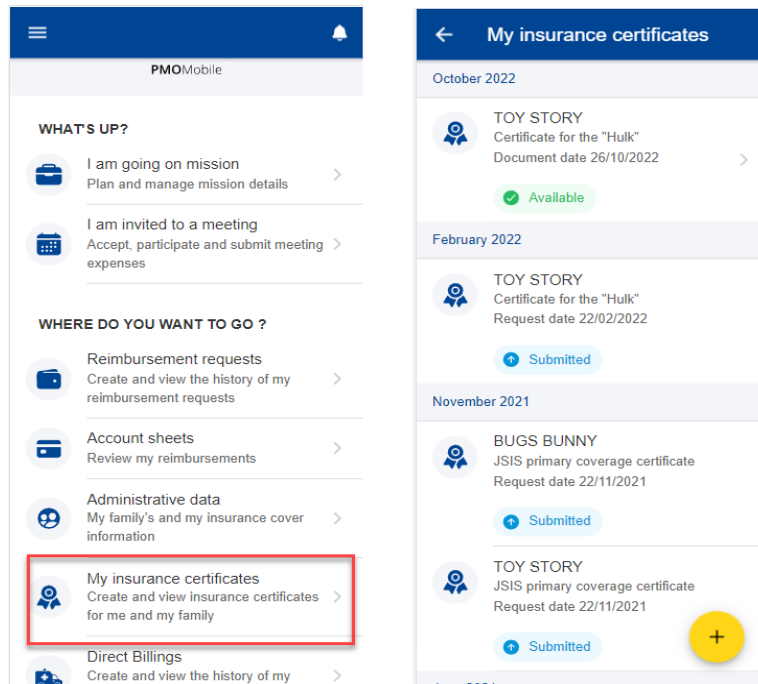 PMOMobile
WHAT'S UP?
I am going on mission
Plan and manage mission details
I am invited to a meeting
Accept, participate and submit meeting
expenses
WHERE DO YOU WANT TO GO ?
Reimbursement requests
Create and view the history of my
reimbursement requests
Account sheets
Review my reimbursements
Administrative data
My family's and my insurance cover
information
My insurance certificates
Create and view insurance certificates
for me and my family
Direct Billings
Create and view the history of my
My insurance certificates
October 2022
TOY STORY
Certificate for the "Hulk"
Document date 26/10/2022
Available
February 2022
TOY STORY
Certificate for the "Hulk"
Request date 22/02/2022
Submitted
November 2021
BUGS BUNNY
JSIS primary coverage certificate
Request date 22/11/2021
Submitted
TOY STORY
JSIS primary coverage certificate
Request date 22/11/2021
Submitted